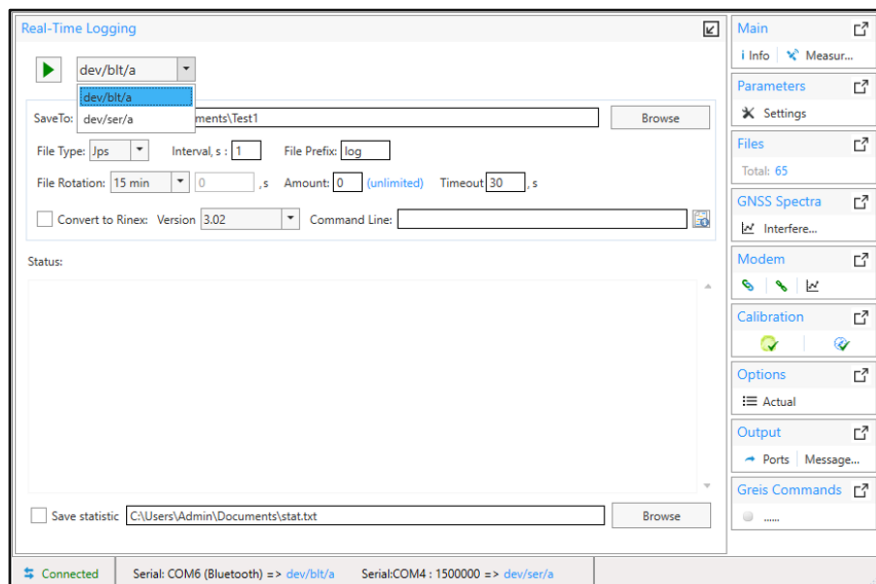 Real-Time Logging
dev/blt/a
dev/blt/a
dev/ser/a
SaveTo: ments\Test1 Browse
File Type: Jps Interval, s : 1 File Prefix: log
File Rotation: 15 min 0 ,s Amount: 0 (unlimited) Timeout 30 , s
Convert to Rinex: Version 3.02 Command Line:
Status:
Save statistic C:\Users\Admin\Documents\stat.txt Browse
Main
i Info Measur...
Parameters
Settings
Files
Total: 65
GNSS Spectra
Interfere...
Modem
Calibration
Options
Actual
Output
Ports Message...
Greis Commands
......
Connected Serial: COM6 (Bluetooth) => dev/blt/a Serial:COM4 : 1500000 => dev/ser/a